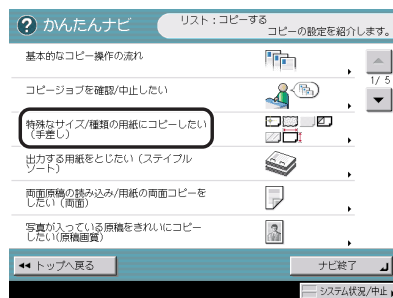 ? かんたんナビ
リスト：コピーする
コピーの設定を紹介します。
基本的なコピー操作の流れ
コピージョブを確認/中止したい
1/ 5
特殊なサイズ/種類の用紙にコピーしたい
（手差し）
出力する用紙をとじたい（ステイプル
ソート）
両面原稿の読み込み/用紙の両面コピーを
したい（両面）
写真が入っている原稿をきれいにコピー
したい(原稿画質)
トップへ戻る
ナビ終了
システム状況/中止